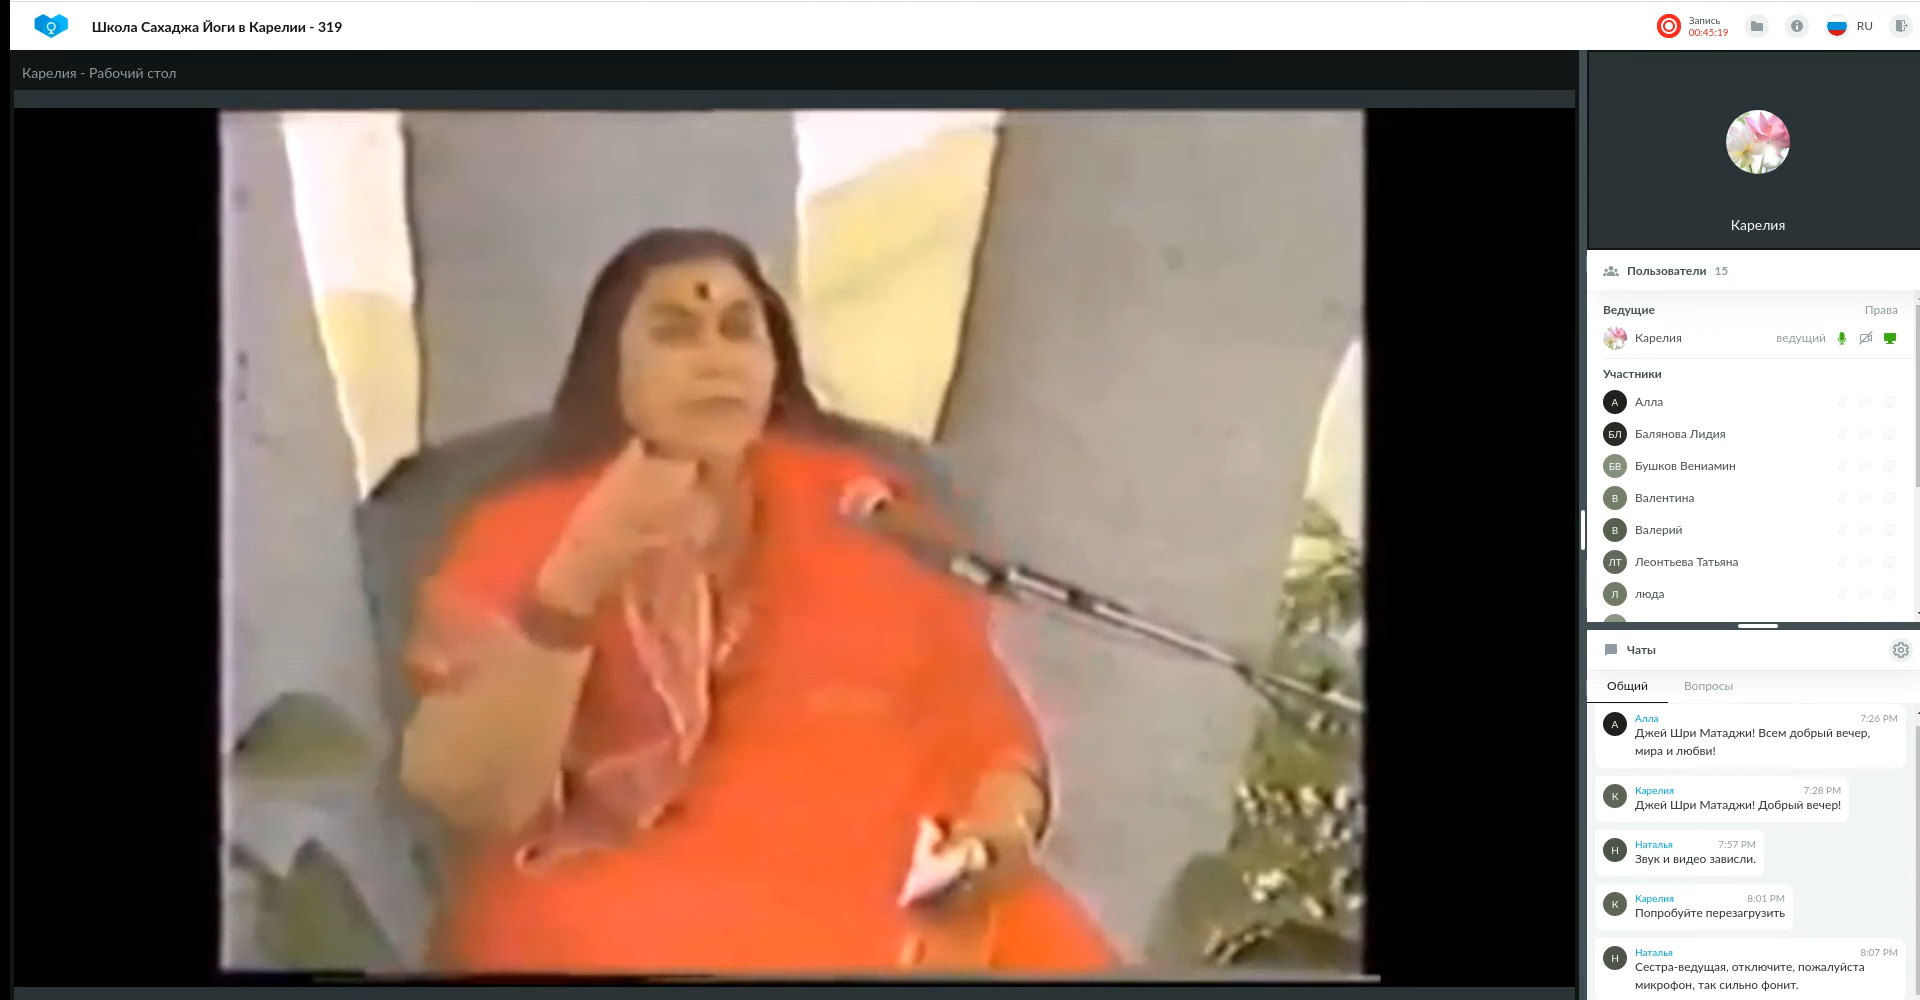 Школа Сахаджа Йоги в Карелии - 319
Запись
00:45:19
RU
Карелия - Рабочий стол
Карелия
Пользователи 15
Ведущие Права
Карелия ведущий
Участники
А Алла
БЛ Балянова Лидия
БВ Бушков Вениамин
В Валентина
В Валерий
ЛТ Леонтьева Татьяна
Л люда
Чаты
Общий Вопросы
А Алла 7:26 PM
Джей Шри Матаджи! Всем добрый вечер,
мира и любви!
К Карелия 7:28 PM
Джей Шри Матаджи! Добрый вечер!
Н Наталья 7:57 PM
Звук и видео зависли.
К Карелия 8:01 PM
Попробуйте перезагрузить
Н Наталья 8:07 PM
Сестра-ведущая, отключите, пожалуйста
микрофон, так сильно фонит.